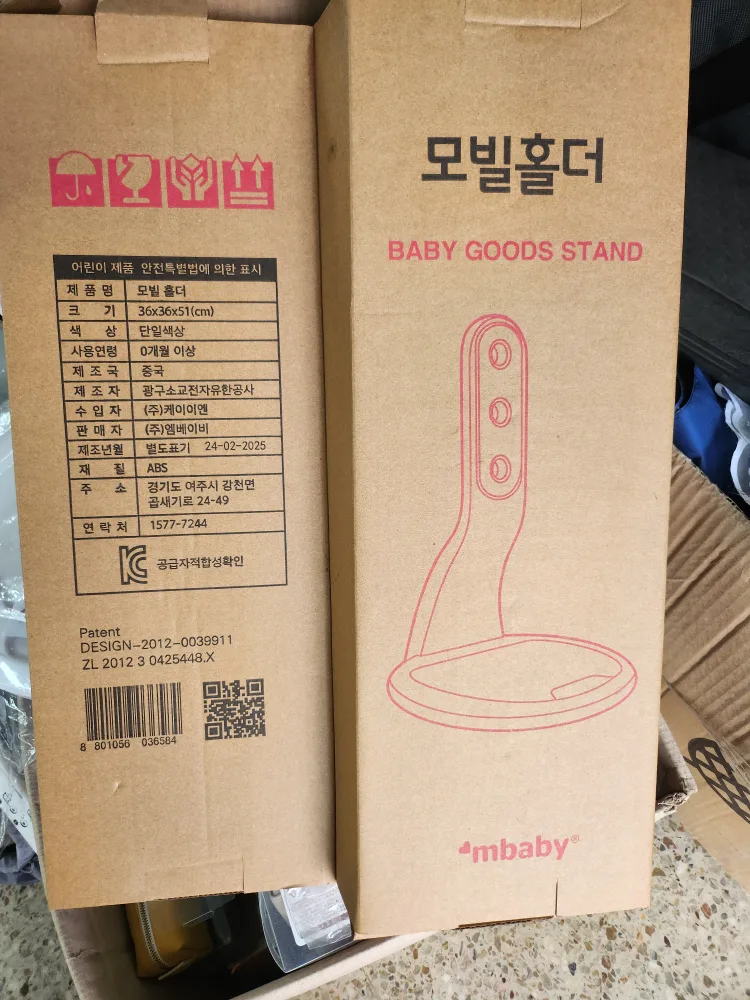 어린이 제품 안전특별법에 의한 표시
제 품 명 모빌 홀더
크 기 36x36x51(cm)
색 상 단일색상
사용연령 0개월 이상
제 조 국 중국
제 조 자 광구소교전자유한공사
수 입 자 (주)케이이엔
판 매 자 (주)엠베이비
제조년월 별도표기 24-02-2025
재 질 ABS
주 소 경기도 여주시 강천면
곱새기로 24-49
연 락 처 1577-7244
공급자적합성확인
Patent
DESIGN-2012-0039911
ZL 2012 3 0425448.X
8 801056 036584
모빌홀더
BABY GOODS STAND
mbaby®